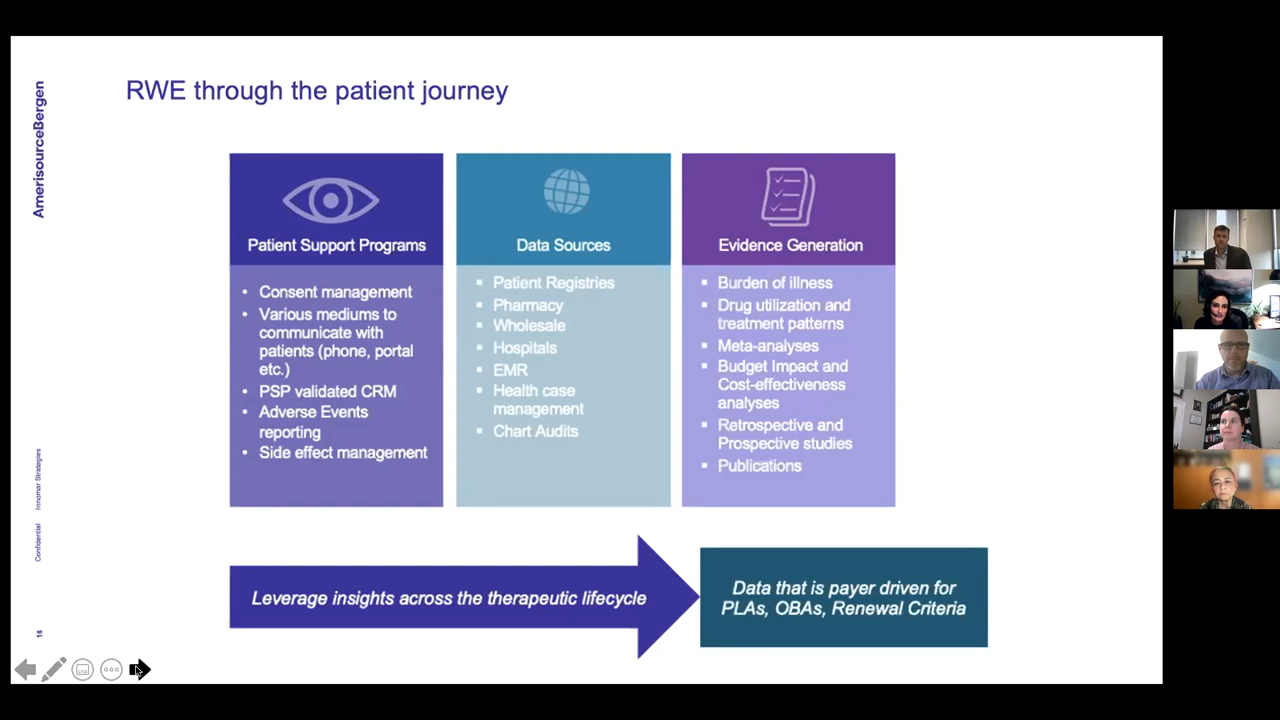 RWE through the patient journey
AmerisourceBergen
Patient Support Programs
• Consent management
• Various mediums to
communicate with
patients (phone, portal
etc.)
• PSP validated CRM
• Adverse Events
reporting
• Side effect management
Data Sources
▪ Patient Registries
▪ Pharmacy
▪ Wholesale
▪ Hospitals
▪ EMR
▪ Health case
management
▪ Chart Audits
Evidence Generation
▪ Burden of illness
▪ Drug utilization and
treatment patterns
▪ Meta-analyses
▪ Budget Impact and
Cost-effectiveness
analyses
▪ Retrospective and
Prospective studies
▪ Publications
Leverage insights across the therapeutic lifecycle
Data that is payer driven for
PLAs, OBAs, Renewal Criteria
Confidential Innomar Strategies